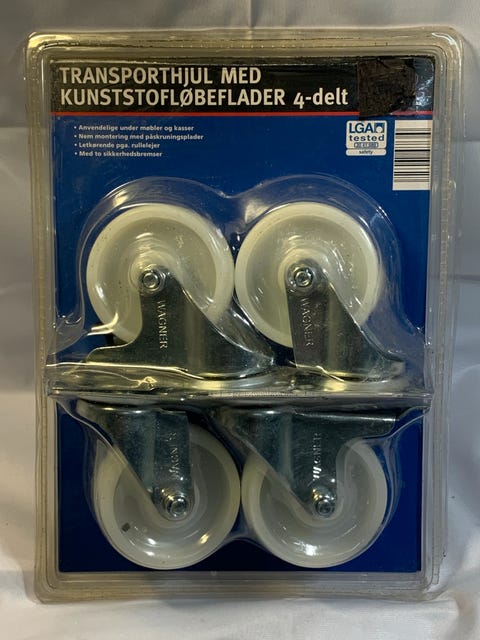 TRANSPORTHJUL MED
KUNSTSTOFLØBEFLADER 4-delt
• Anvendelige under møbler og kasser
• Nem montering med påskruningsplader
• Letkørende pga. rullelejer
• Med to sikkerhedsbremser
LGA
tested
safety
WAGNER
WAGNER
WAGNER
WAGNER